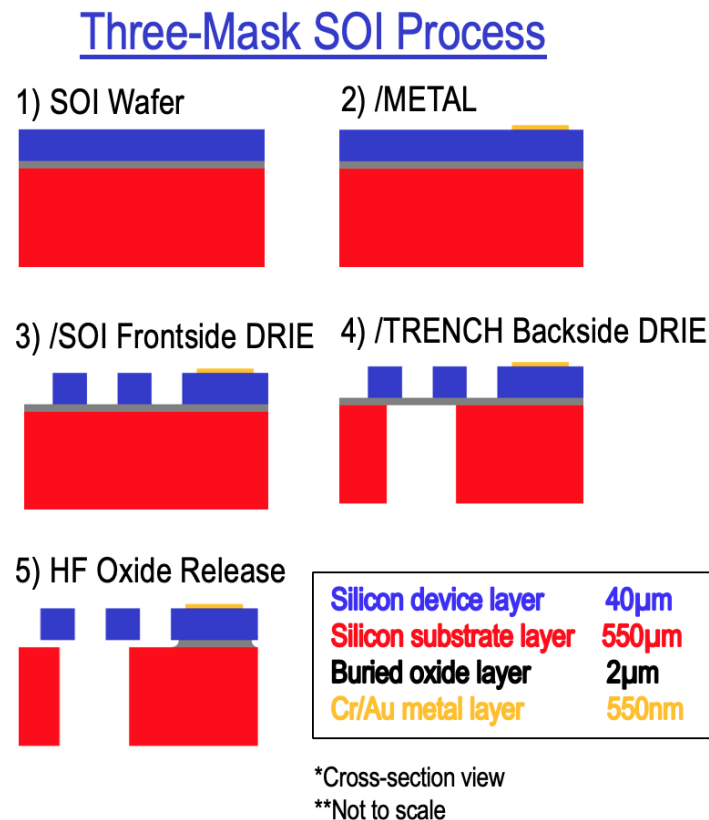 Three-Mask SOI Process
1) SOI Wafer
2) /METAL
3) /SOI Frontside DRIE
4) /TRENCH Backside DRIE
5) HF Oxide Release
Silicon device layer 40μm
Silicon substrate layer 550μm
Buried oxide layer 2μm
Cr/Au metal layer 550nm
*Cross-section view
**Not to scale